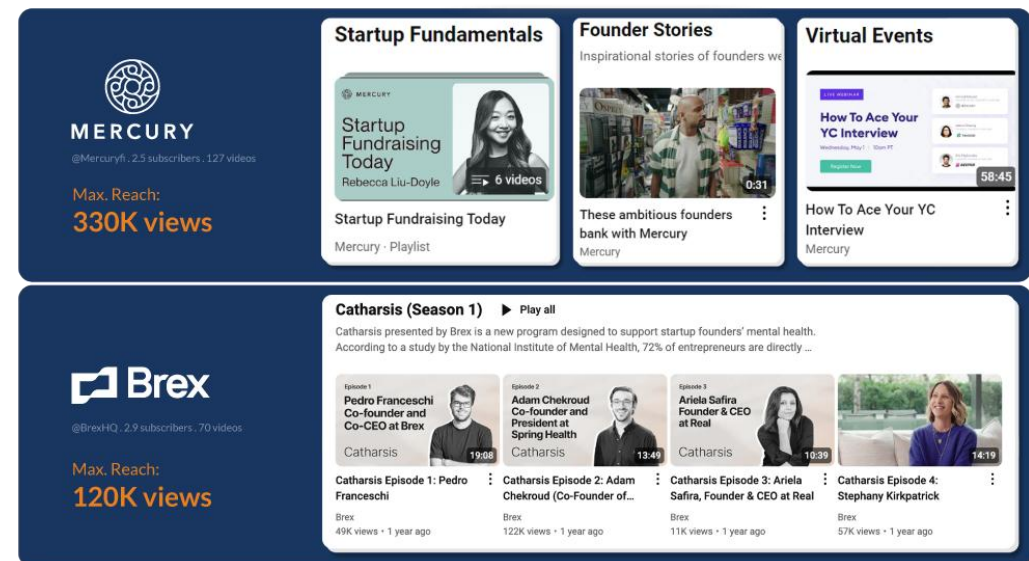 MERCURY
@Mercuryfi . 2.5 subscribers . 127 videos
Max. Reach:
330K views
Startup Fundamentals
MERCURY
Startup
Fundraising
Today
Rebecca Liu-Doyle
6 videos
Startup Fundraising Today
Mercury · Playlist
Founder Stories
Inspirational stories of founders we
0:31
These ambitious founders
bank with Mercury
Mercury
Virtual Events
LIVE WEBINAR
How To Ace Your
YC Interview
Wednesday, May 1 | 10am PT
Register Now
58:45
How To Ace Your YC
Interview
Mercury
Brex
@BrexHQ . 2.9 subscribers . 70 videos
Max. Reach:
120K views
Catharsis (Season 1) Play all
Catharsis presented by Brex is a new program designed to support startup founders' mental health.
According to a study by the National Institute of Mental Health, 72% of entrepreneurs are directly ...
Episode 1
Pedro Franceschi
Co-founder and
Co-CEO at Brex
Catharsis
19:08
Catharsis Episode 1: Pedro
Franceschi
Brex
49K views • 1 year ago
Episode 2
Adam Chekroud
Co-founder and
President at
Spring Health
Catharsis
13:49
Catharsis Episode 2: Adam
Chekroud (Co-Founder of...
Brex
122K views • 1 year ago
Episode 3
Ariela Safira
Founder & CEO
at Real
Catharsis
10:39
Catharsis Episode 3: Ariela
Safira, Founder & CEO at Real
Brex
11K views • 1 year ago
14:19
Catharsis Episode 4:
Stephany Kirkpatrick
Brex
57K views • 1 year ago